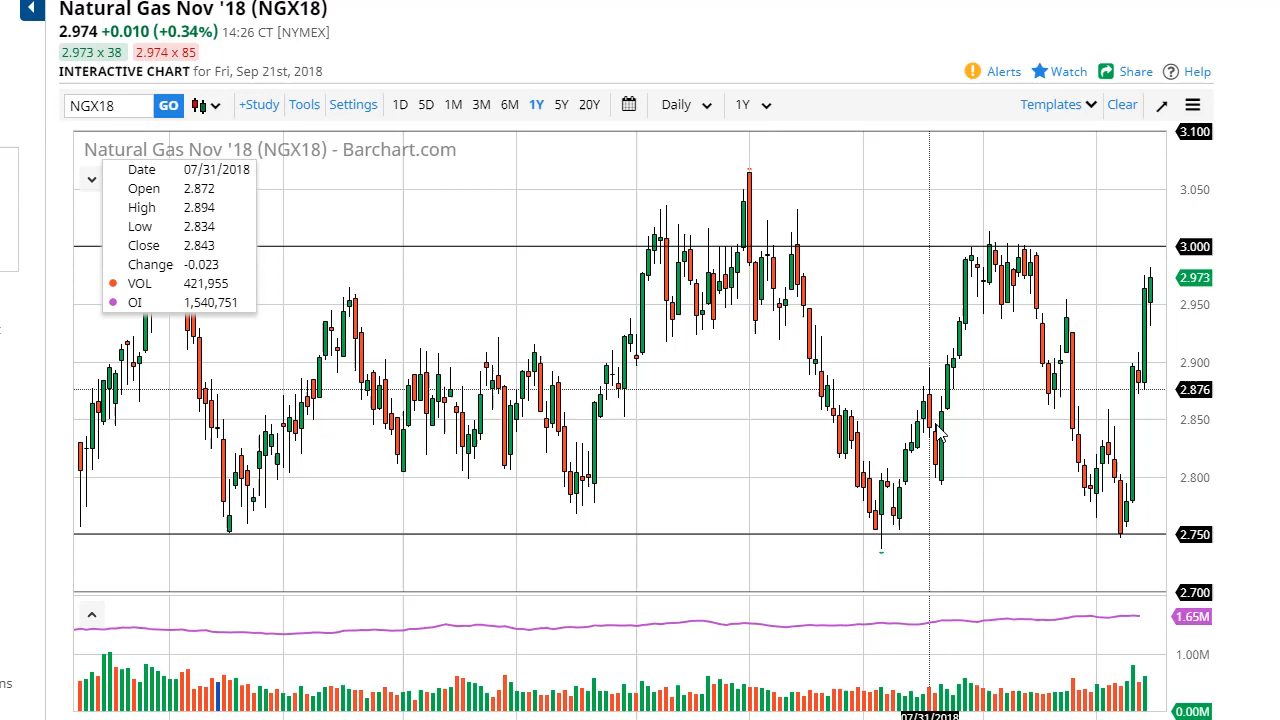 Natural Gas Nov '18 (NGX18)
2.974 +0.010 (+0.34%) 14:26 CT [NYMEX]
2.973 x 38 2.974 x 85
INTERACTIVE CHART for Fri, Sep 21st, 2018
Alerts Watch Share Help
NGX18 GO +Study Tools Settings 1D 5D 1M 3M 6M 1Y 5Y 20Y Daily 1Y Templates Clear
Natural Gas Nov '18 (NGX18) - Barchart.com
Date 07/31/2018
Open 2.872
High 2.894
Low 2.834
Close 2.843
Change -0.023
VOL 421,955
OI 1,540,751
3.100
3.050
3.000
2.973
2.950
2.900
2.876
2.850
2.800
2.750
2.700
1.65M
1.00M
0.00M
ns
07/31/2018